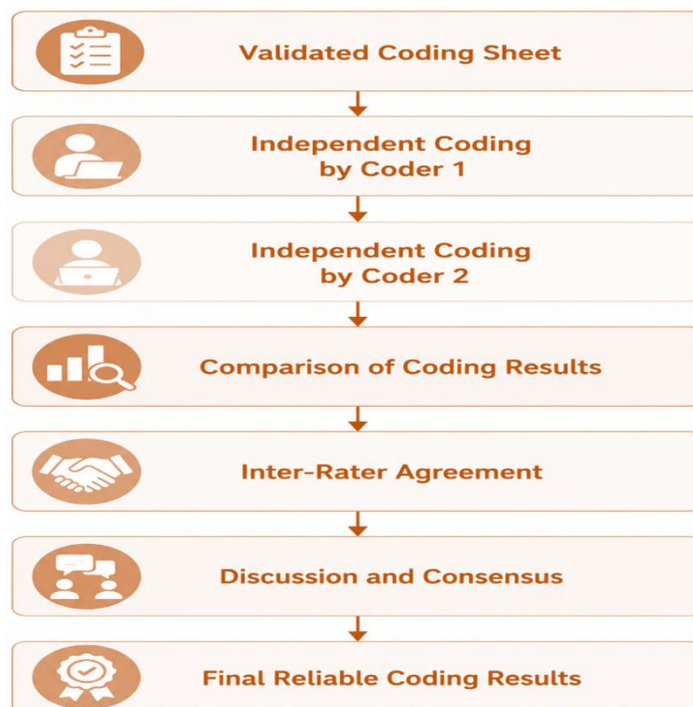 Validated Coding Sheet
Independent Coding
by Coder 1
Independent Coding
by Coder 2
Comparison of Coding Results
Inter-Rater Agreement
Discussion and Consensus
Final Reliable Coding Results